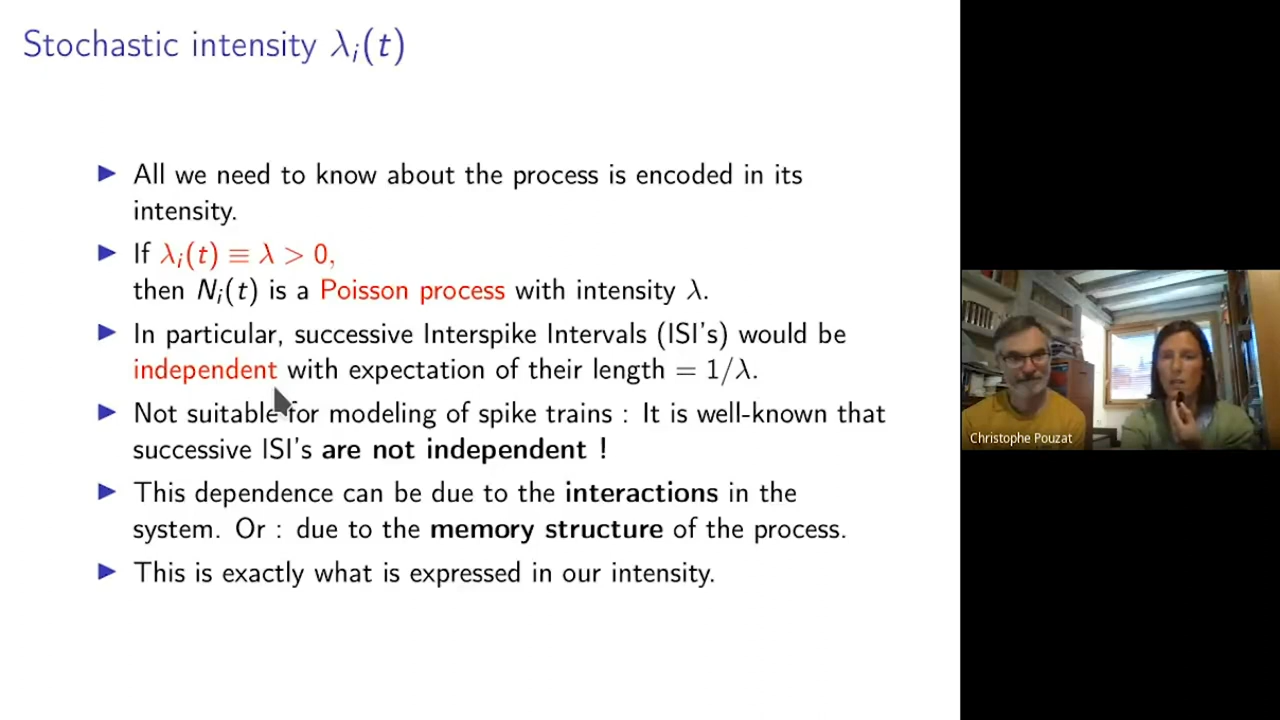 Stochastic intensity λᵢ(t)
▶ All we need to know about the process is encoded in its
intensity.
▶ If λᵢ(t) ≡ λ > 0,
then Nᵢ(t) is a Poisson process with intensity λ.
▶ In particular, successive Interspike Intervals (ISI's) would be
independent with expectation of their length = 1/λ.
▶ Not suitable for modeling of spike trains : It is well-known that
successive ISI's are not independent !
▶ This dependence can be due to the interactions in the
system. Or : due to the memory structure of the process.
▶ This is exactly what is expressed in our intensity.
Christophe Pouzat